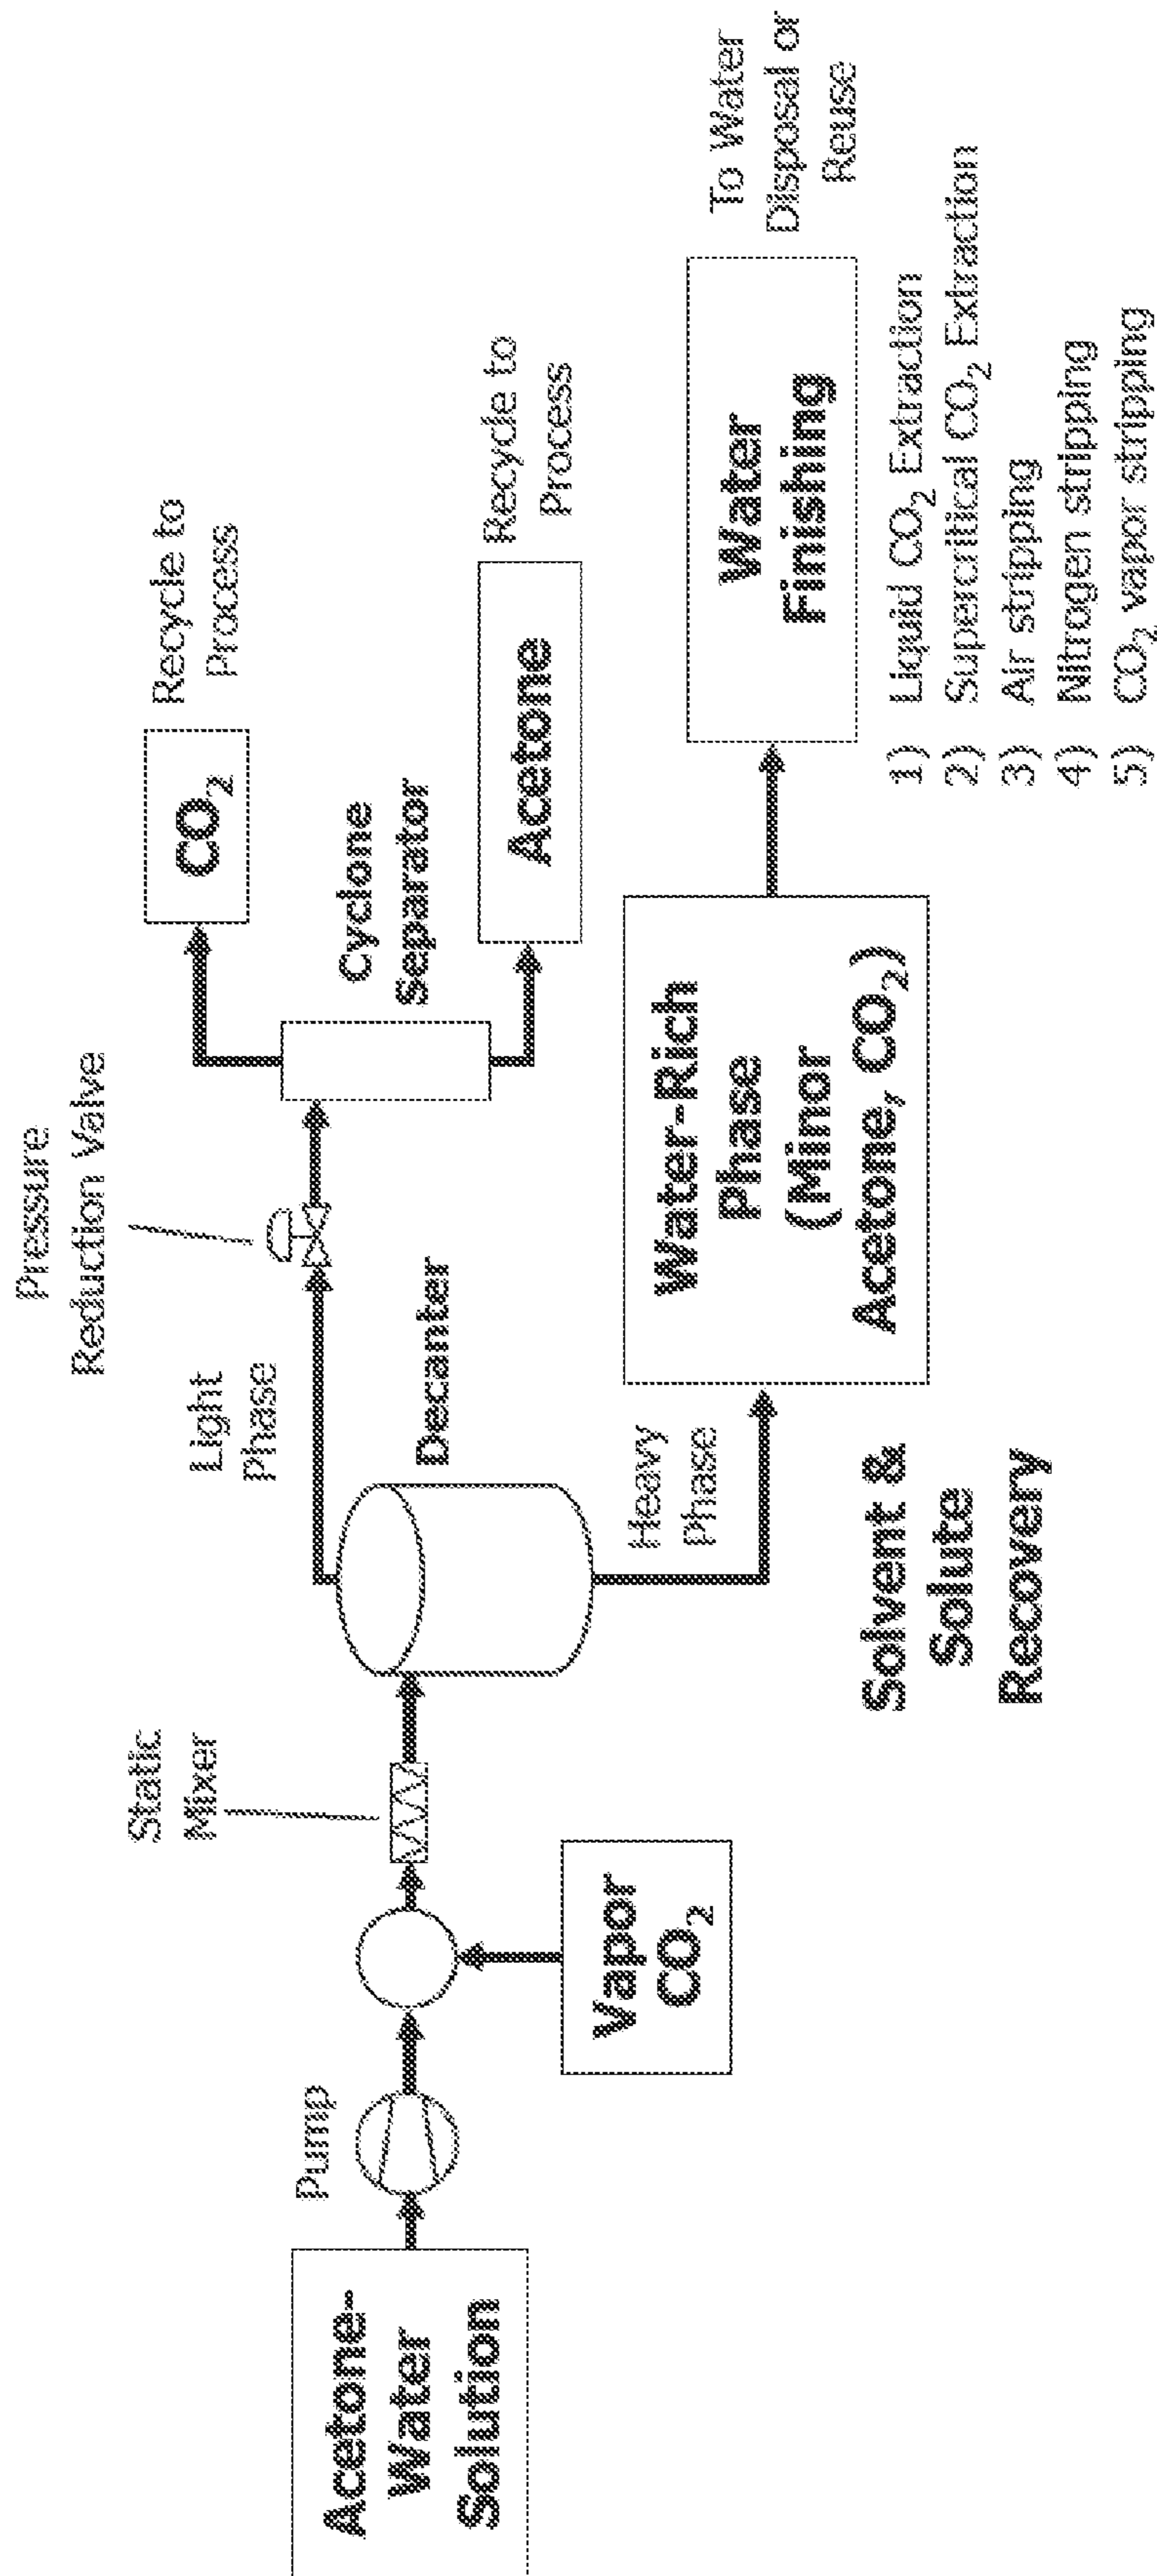 Acetone-
Water
Solution
Pump
Vapor
CO₂
Static
Mixer
Decanter
Light
Phase
Heavy
Phase
Pressure
Reduction Valve
Cyclone
Separator
CO₂
Recycle to
Process
Acetone
Recycle to
Process
Water-Rich
Phase
(Minor
Acetone, CO₂)
Water
Finishing
To Water
Disposal or
Reuse
1) Liquid CO₂ Extraction
2) Supercritical CO₂ Extraction
3) Air stripping
4) Nitrogen stripping
5) CO₂ vapor stripping
Solvent &
Solute
Recovery